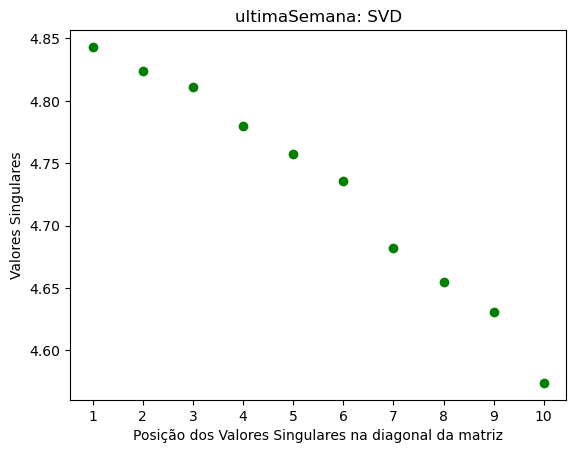 ultimaSemana: SVD
4.85
4.80
4.75
4.70
4.65
4.60
Valores Singulares
1 2 3 4 5 6 7 8 9 10
Posição dos Valores Singulares na diagonal da matriz